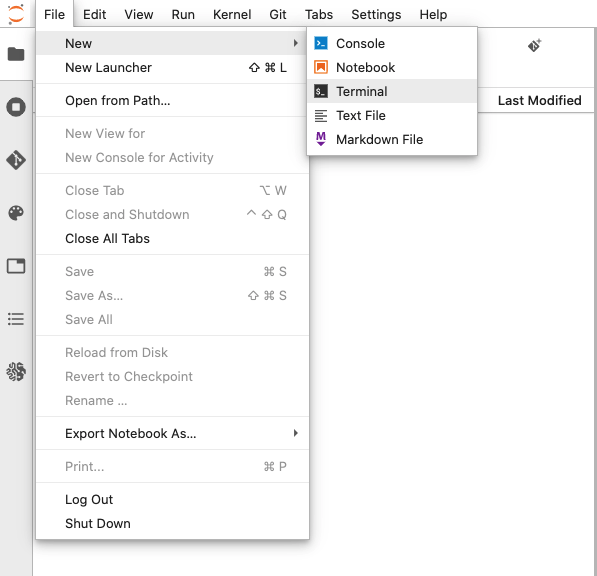 File Edit View Run Kernel Git Tabs Settings Help
New
New Launcher ⇧ ⌘ L
Open from Path…
New View for
New Console for Activity
Close Tab ⌥ W
Close and Shutdown ^ ⇧ Q
Close All Tabs
Save ⌘ S
Save As… ⇧ ⌘ S
Save All
Reload from Disk
Revert to Checkpoint
Rename …
Export Notebook As…
Print... ⌘ P
Log Out
Shut Down
Console
Notebook
$_ Terminal
Text File
M Markdown File
Last Modified